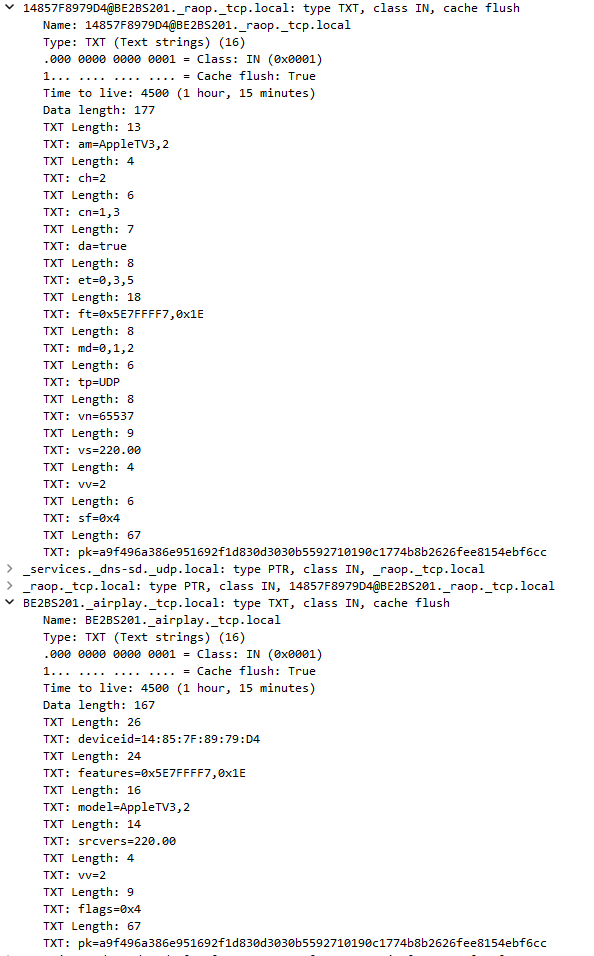 14857F8979D4@BE2BS201._raop._tcp.local: type TXT, class IN, cache flush
Name: 14857F8979D4@BE2BS201._raop._tcp.local
Type: TXT (Text strings) (16)
.000 0000 0000 0001 = Class: IN (0x0001)
1... .... .... .... = Cache flush: True
Time to live: 4500 (1 hour, 15 minutes)
Data length: 177
TXT Length: 13
TXT: am=AppleTV3,2
TXT Length: 4
TXT: ch=2
TXT Length: 6
TXT: cn=1,3
TXT Length: 7
TXT: da=true
TXT Length: 8
TXT: et=0,3,5
TXT Length: 18
TXT: ft=0x5E7FFFF7,0x1E
TXT Length: 8
TXT: md=0,1,2
TXT Length: 6
TXT: tp=UDP
TXT Length: 8
TXT: vn=65537
TXT Length: 9
TXT: vs=220.00
TXT Length: 4
TXT: vv=2
TXT Length: 6
TXT: sf=0x4
TXT Length: 67
TXT: pk=a9f496a386e951692f1d830d3030b5592710190c1774b8b2626fee8154ebf6cc
_services._dns-sd._udp.local: type PTR, class IN, _raop._tcp.local
_raop._tcp.local: type PTR, class IN, 14857F8979D4@BE2BS201._raop._tcp.local
BE2BS201._airplay._tcp.local: type TXT, class IN, cache flush
Name: BE2BS201._airplay._tcp.local
Type: TXT (Text strings) (16)
.000 0000 0000 0001 = Class: IN (0x0001)
1... .... .... .... = Cache flush: True
Time to live: 4500 (1 hour, 15 minutes)
Data length: 167
TXT Length: 26
TXT: deviceid=14:85:7F:89:79:D4
TXT Length: 24
TXT: features=0x5E7FFFF7,0x1E
TXT Length: 16
TXT: model=AppleTV3,2
TXT Length: 14
TXT: srcvers=220.00
TXT Length: 4
TXT: vv=2
TXT Length: 9
TXT: flags=0x4
TXT Length: 67
TXT: pk=a9f496a386e951692f1d830d3030b5592710190c1774b8b2626fee8154ebf6cc